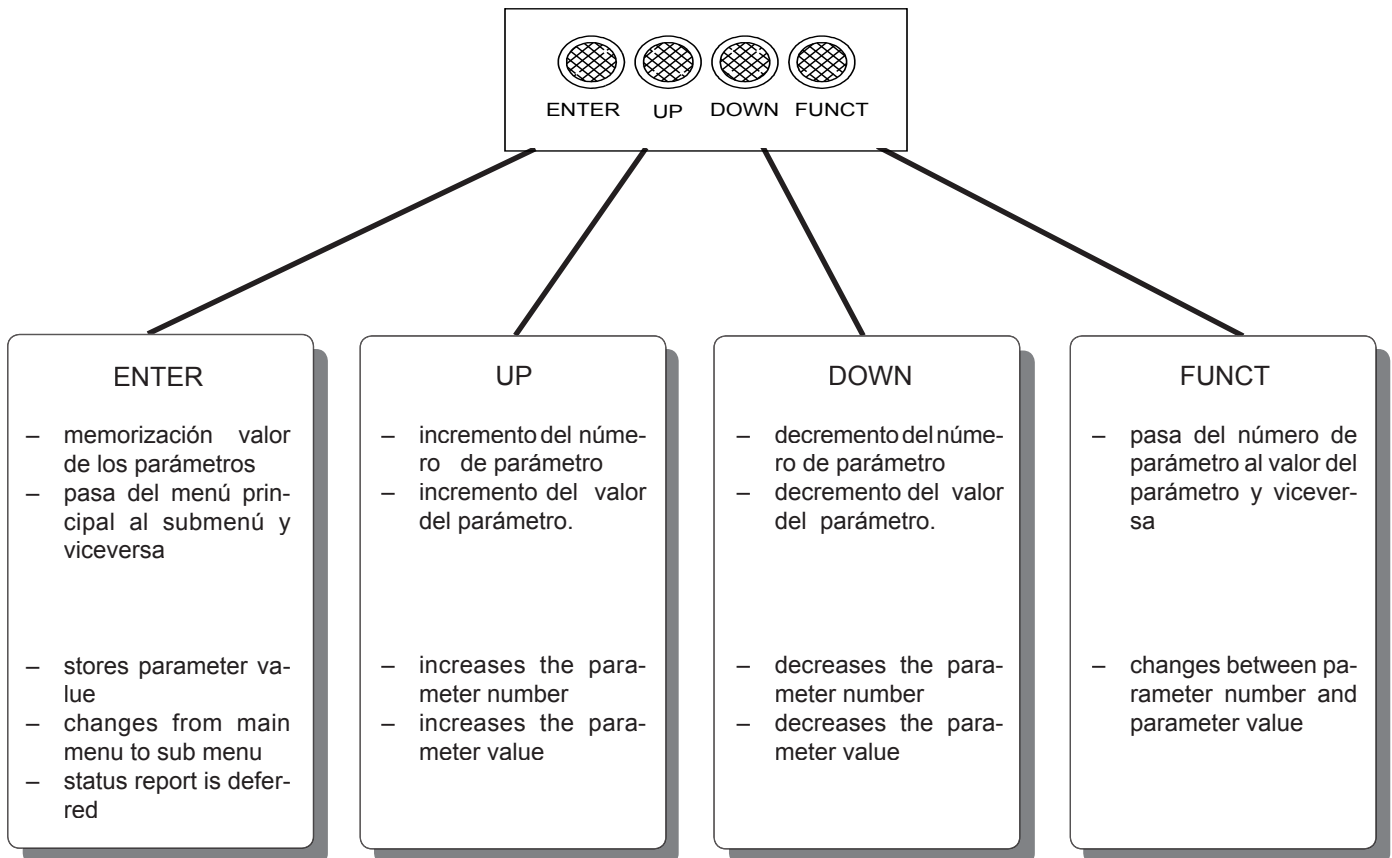 ENTER UP DOWN FUNCT
ENTER
– memorización valor
de los parámetros
– pasa del menú prin-
cipal al submenú y
viceversa
– stores parameter va-
lue
– changes from main
menu to sub menu
– status report is defer-
red
UP
– incremento del núme-
ro de parámetro
– incremento del valor
del parámetro.
– increases the para-
meter number
– increases the para-
meter value
DOWN
– decremento del núme-
ro de parámetro
– decremento del valor
del parámetro.
– decreases the para-
meter number
– decreases the para-
meter value
FUNCT
– pasa del número de
parámetro al valor del
parámetro y vicever-
sa
– changes between pa-
rameter number and
parameter value